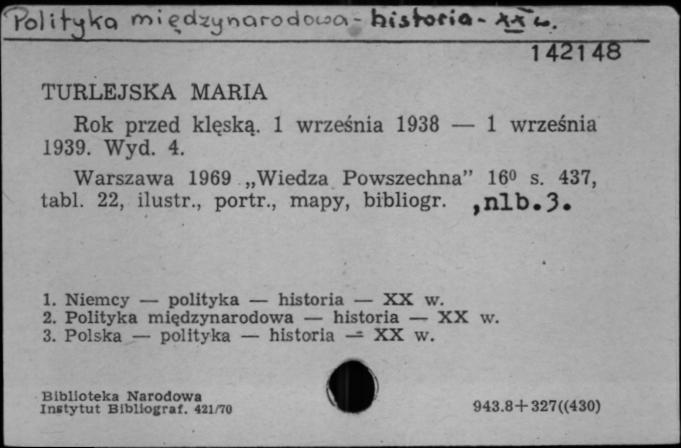 Polityka międzynarodowa - historia - XX w.
142148
TURLEJSKA MARIA
Rok przed klęską. 1 września 1938 — 1 września
1939. Wyd. 4.
Warszawa 1969 „Wiedza Powszechna” 16⁰ s. 437,
tabl. 22, ilustr., portr., mapy, bibliogr. ,nlb.3.
1. Niemcy — polityka — historia — XX w.
2. Polityka międzynarodowa — historia — XX w.
3. Polska — polityka — historia — XX w.
Biblioteka Narodowa
Instytut Bibliograf. 421/70
943.8+327((430)